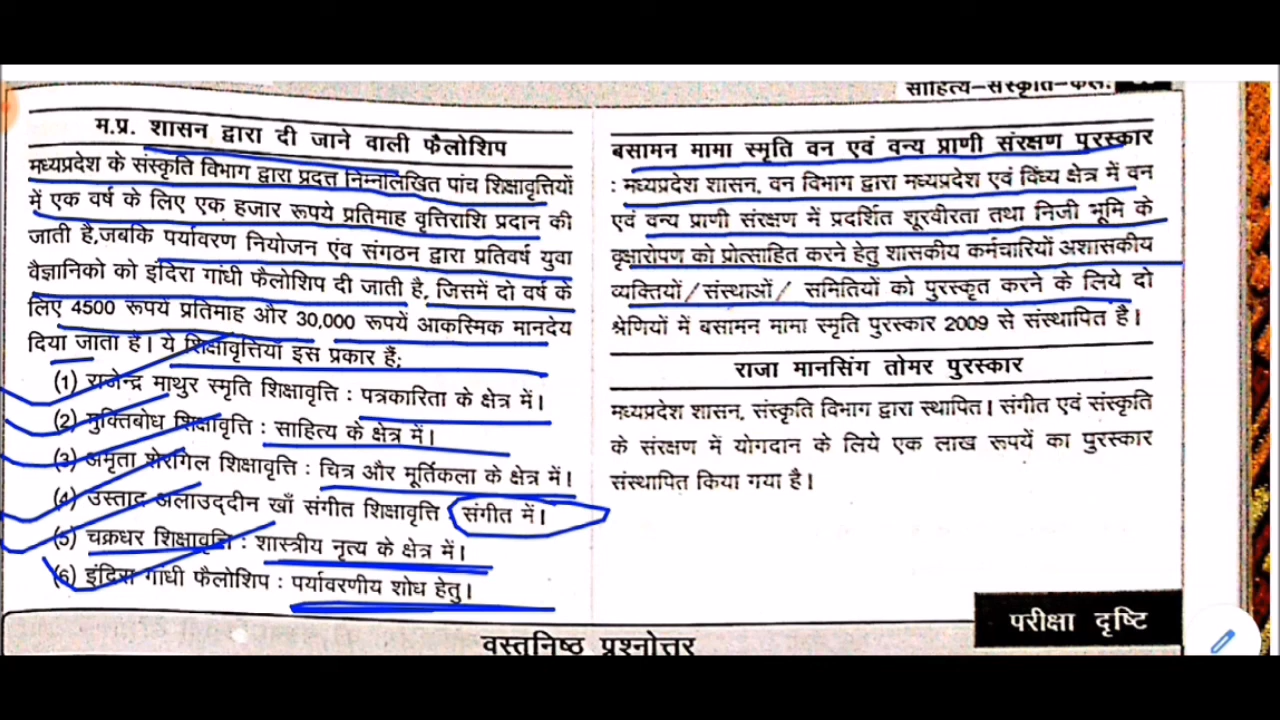 साहित्य-संस्कृति-कला
म.प्र. शासन द्वारा दी जाने वाली फैलोशिप
मध्यप्रदेश के संस्कृति विभाग द्वारा प्रदत्त निम्नलिखित पांच शिक्षावृत्तियों
में एक वर्ष के लिए एक हजार रूपये प्रतिमाह वृत्तिराशि प्रदान की
जाती है,जबकि पर्यावरण नियोजन एंव संगठन द्वारा प्रतिवर्ष युवा
वैज्ञानिको को इंदिरा गांधी फैलोशिप दी जाती है, जिसमें दो वर्ष के
लिए 4500 रूपये प्रतिमाह और 30,000 रूपयें आकस्मिक मानदेय
दिया जाता है। ये शिक्षावृत्तियां इस प्रकार हैं;
(1) राजेन्द्र माथुर स्मृति शिक्षावृत्ति : पत्रकारिता के क्षेत्र में।
(2) मुक्तिबोध शिक्षावृत्ति : साहित्य के क्षेत्र में।
(3) अमृता शेरगिल शिक्षावृत्ति : चित्र और मूर्तिकला के क्षेत्र में।
(4) उस्ताद अलाउद्दीन खाँ संगीत शिक्षावृत्ति : संगीत में।
(5) चक्रधर शिक्षावृत्ति : शास्त्रीय नृत्य के क्षेत्र में।
(6) इंदिरा गांधी फैलोशिप : पर्यावरणीय शोध हेतु।
बसामन मामा स्मृति वन एवं वन्य प्राणी संरक्षण पुरस्कार
: मध्यप्रदेश शासन, वन विभाग द्वारा मध्यप्रदेश एवं विंध्य क्षेत्र में वन
एवं वन्य प्राणी संरक्षण में प्रदर्शित शूरवीरता तथा निजी भूमि के
वृक्षारोपण को प्रोत्साहित करने हेतु शासकीय कर्मचारियों अशासकीय
व्यक्तियों/ संस्थाओं/ समितियों को पुरस्कृत करने के लिये दो
श्रेणियों में बसामन मामा स्मृति पुरस्कार 2009 से संस्थापित है।
राजा मानसिंग तोमर पुरस्कार
मध्यप्रदेश शासन, संस्कृति विभाग द्वारा स्थापित। संगीत एवं संस्कृति
के संरक्षण में योगदान के लिये एक लाख रूपयें का पुरस्कार
संस्थापित किया गया है।
परीक्षा दृष्टि
वस्तुनिष्ठ प्रश्नोत्तर